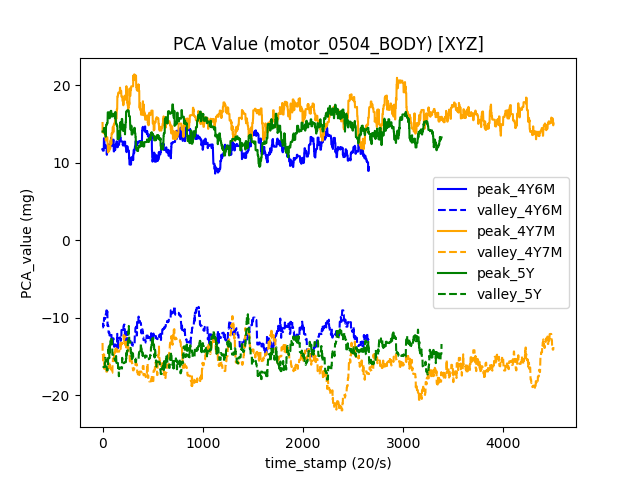 PCA Value (motor_0504_BODY) [XYZ]
PCA_value (mg)
20
10
0
−10
−20
peak_4Y6M
valley_4Y6M
peak_4Y7M
valley_4Y7M
peak_5Y
valley_5Y
0 1000 2000 3000 4000
time_stamp (20/s)